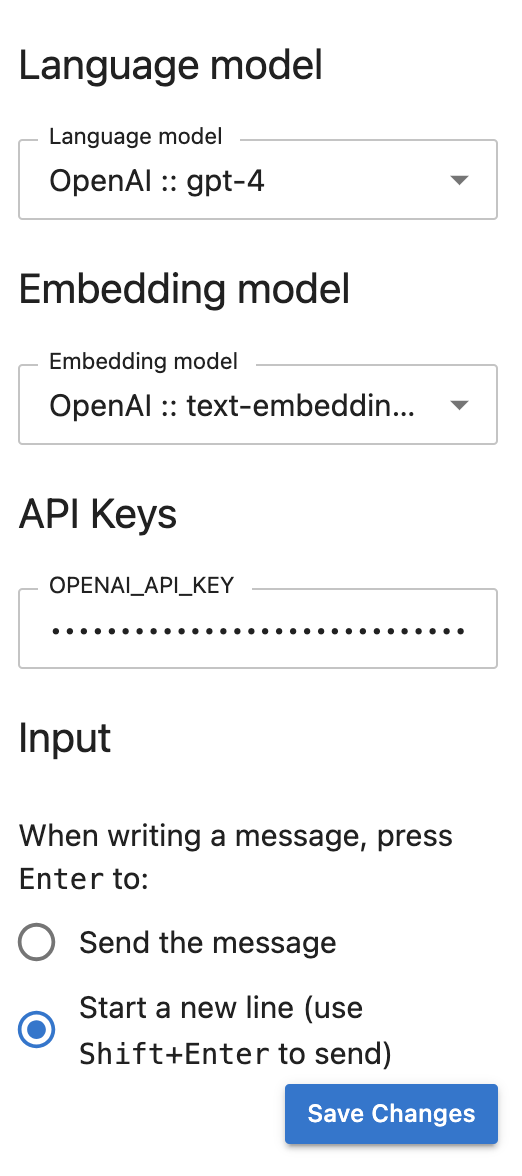 Language model
Language model
OpenAI :: gpt-4
Embedding model
Embedding model
OpenAI :: text-embeddin...
API Keys
OPENAI_API_KEY
••••••••••••••••••••••••••••••
Input
When writing a message, press
Enter to:
Send the message
Start a new line (use
Shift+Enter to send)
Save Changes